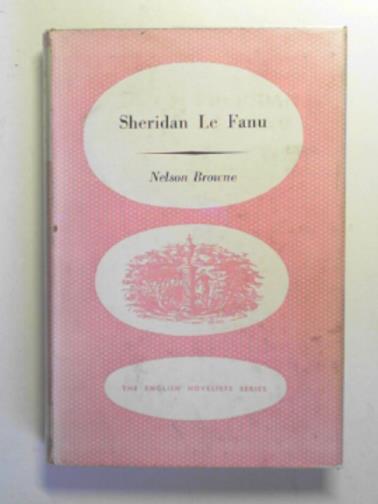 Sheridan Le Fanu
Nelson Browne
THE ENGLISH NOVELISTS SERIES